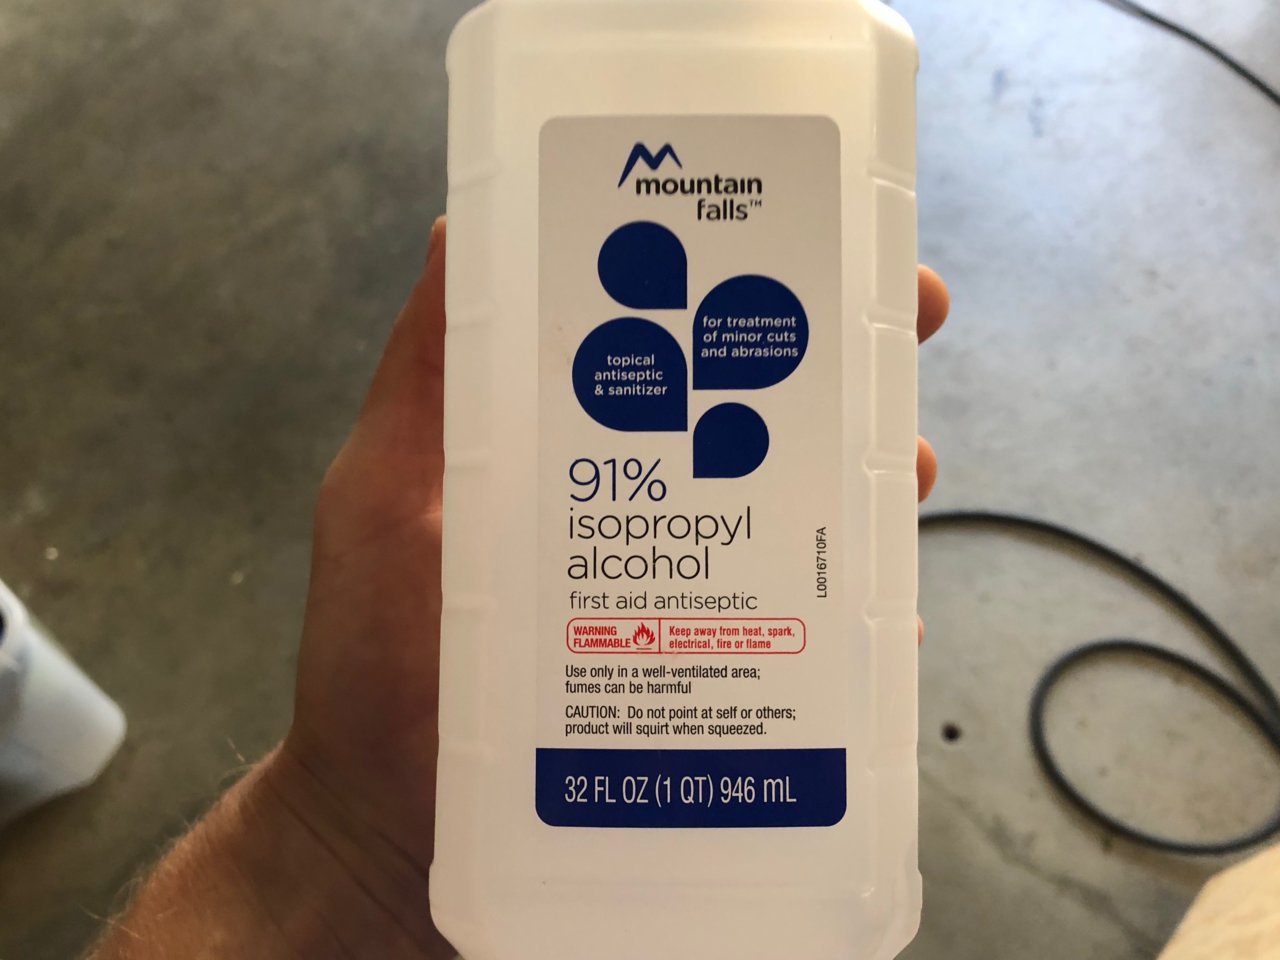 mountain
falls™
for treatment
of minor cuts
and abrasions
topical
antiseptic
& sanitizer
91%
isopropyl
alcohol
first aid antiseptic
L0016710FA
WARNING
FLAMMABLE
Keep away from heat, spark,
electrical, fire or flame
Use only in a well-ventilated area;
fumes can be harmful
CAUTION: Do not point at self or others;
product will squirt when squeezed.
32 FL OZ (1 QT) 946 mL